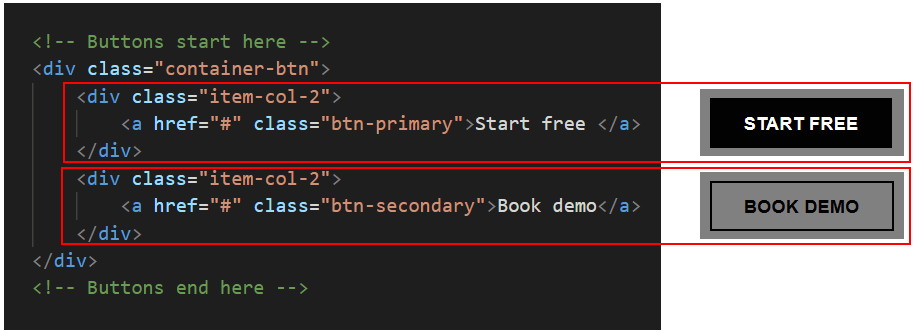 <!-- Buttons start here -->
<div class="container-btn">
<div class="item-col-2">
<a href="#" class="btn-primary">Start free </a>
START FREE
</div>
<div class="item-col-2">
<a href="#" class="btn-secondary">Book demo</a>
BOOK DEMO
</div>
</div>
<!-- Buttons end here -->